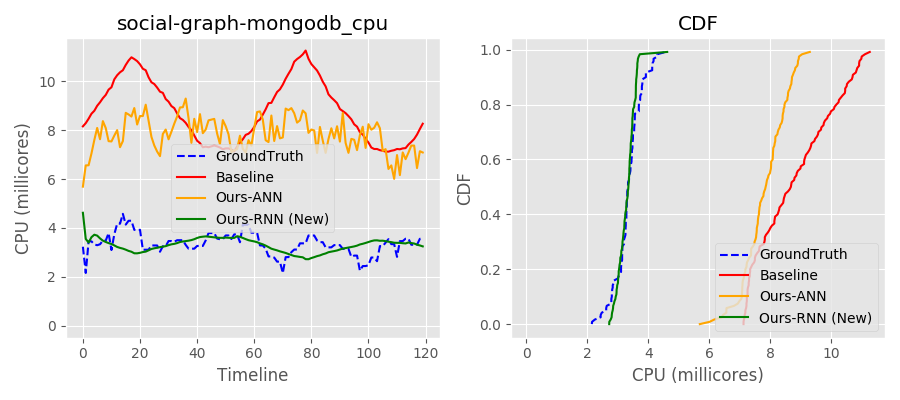 social-graph-mongodb_cpu
CPU (millicores)
10
8
6
4
2
0
GroundTruth
Baseline
Ours-ANN
Ours-RNN (New)
0 20 40 60 80 100 120
Timeline
CDF
CDF
1.0
0.8
0.6
0.4
0.2
0.0
GroundTruth
Baseline
Ours-ANN
Ours-RNN (New)
0 2 4 6 8 10
CPU (millicores)